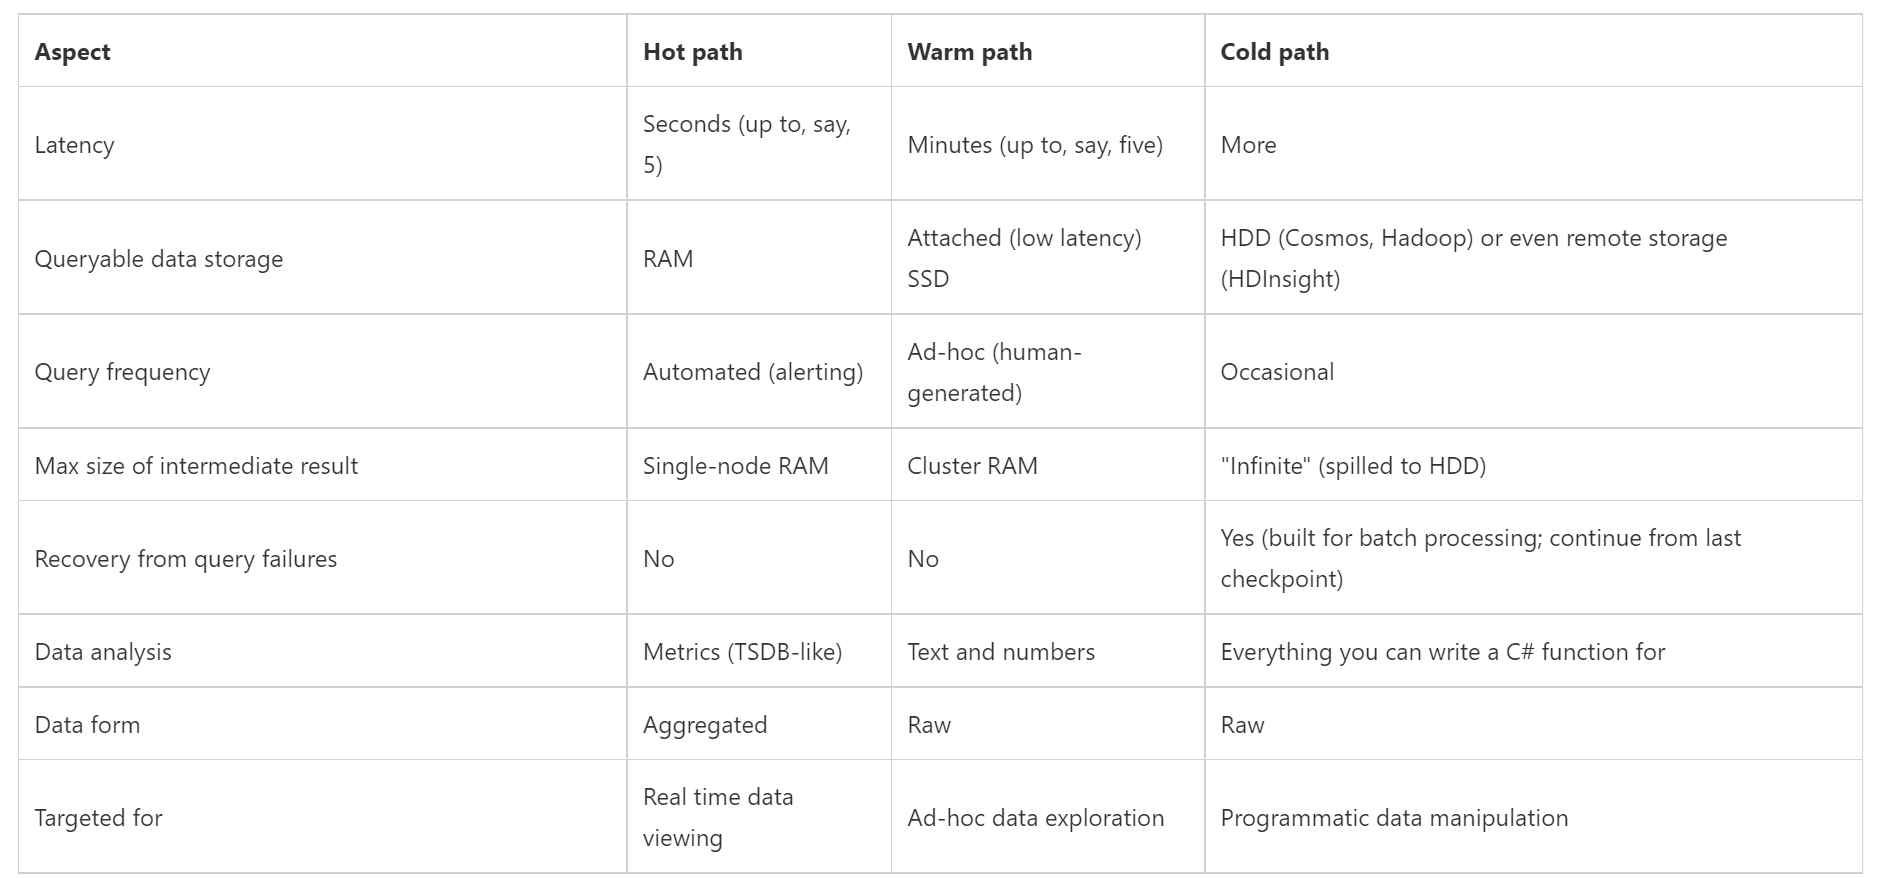 Aspect
Hot path
Warm path
Cold path
Latency
Seconds (up to, say,
5)
Minutes (up to, say, five)
More
Queryable data storage
RAM
Attached (low latency)
SSD
HDD (Cosmos, Hadoop) or even remote storage
(HDInsight)
Query frequency
Automated (alerting)
Ad-hoc (human-
generated)
Occasional
Max size of intermediate result
Single-node RAM
Cluster RAM
"Infinite" (spilled to HDD)
Recovery from query failures
No
No
Yes (built for batch processing; continue from last
checkpoint)
Data analysis
Metrics (TSDB-like)
Text and numbers
Everything you can write a C# function for
Data form
Aggregated
Raw
Raw
Targeted for
Real time data
viewing
Ad-hoc data exploration
Programmatic data manipulation